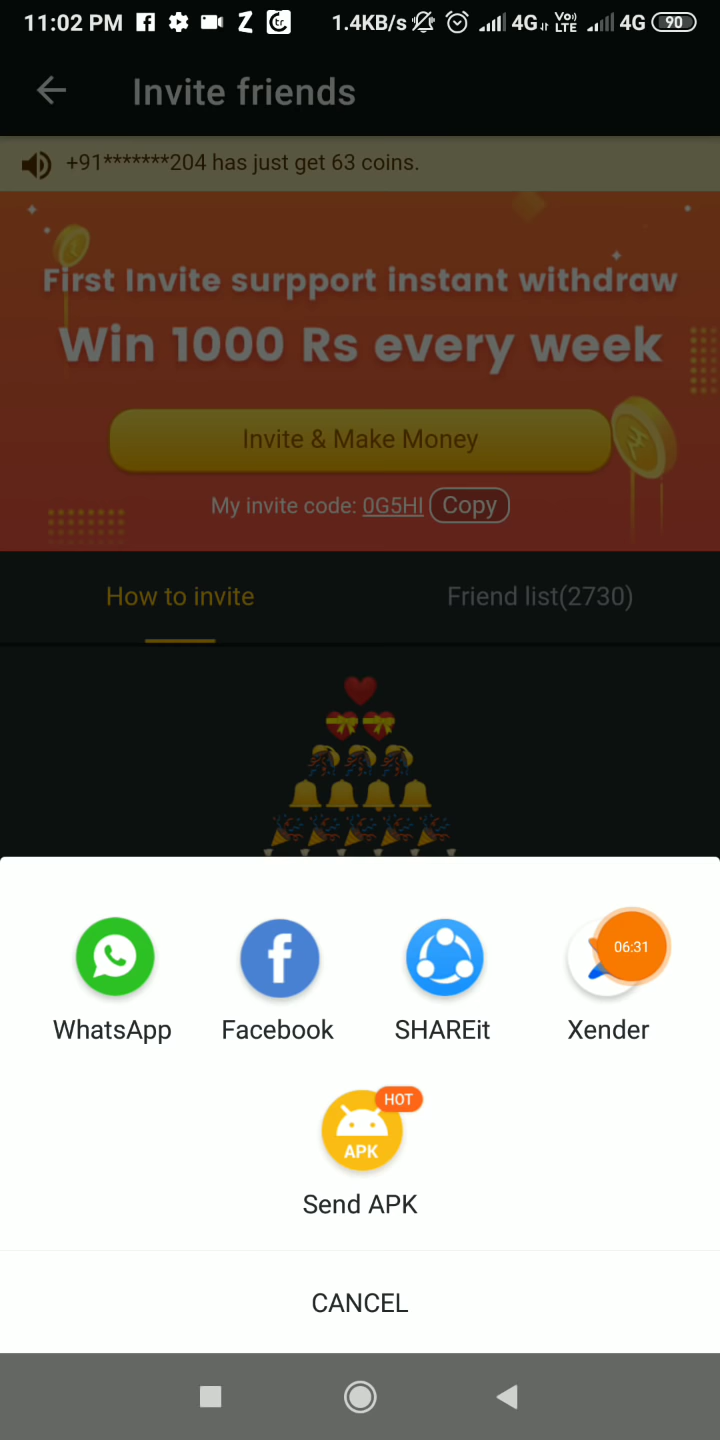 11:02 PM 1.4KB/s 4G Vo)) LTE 4G 90
Invite friends
+91*******204 has just get 63 coins.
First Invite surpport instant withdraw
Win 1000 Rs every week
Invite & Make Money
My invite code: 0G5HI Copy
How to invite Friend list(2730)
06:31
WhatsApp Facebook SHAREit Xender
HOT
APK
Send APK
CANCEL